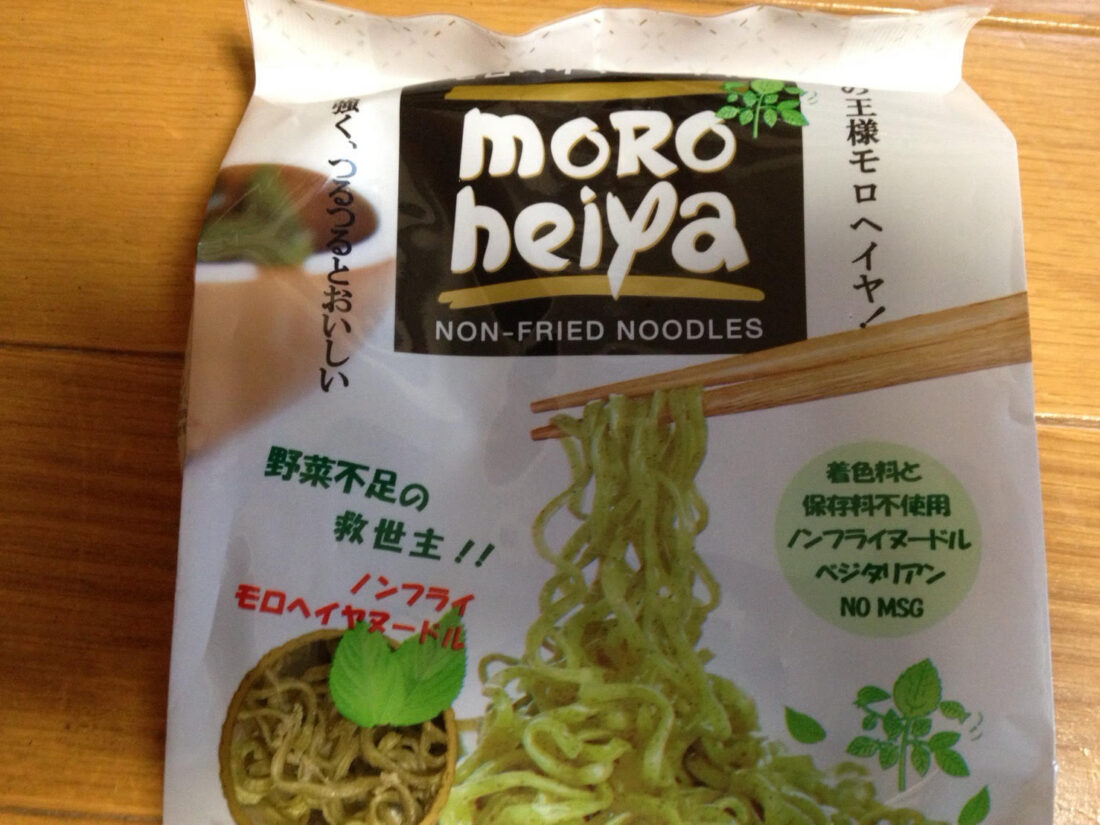 moRo
heiya
NON-FRIED NOODLES
強く、つるつるとおいしい
の王様モロヘイヤ!
野菜不足の
救世主!!
ノンフライ
モロヘイヤヌードル
着色料と
保存料不使用
ノンフライヌードル
ベジタリアン
NO MSG